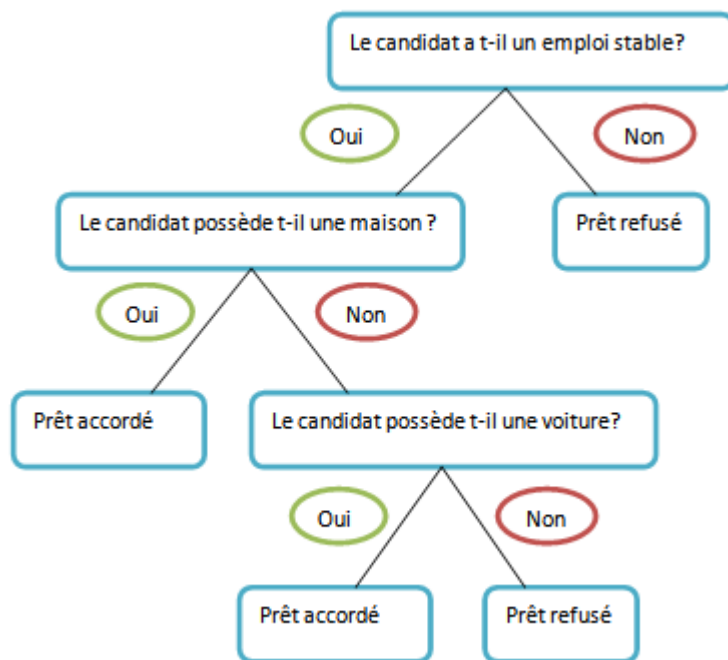 Le candidat a t-il un emploi stable?
Oui
Non
Le candidat possède t-il une maison ?
Prêt refusé
Oui
Non
Prêt accordé
Le candidat possède t-il une voiture?
Oui
Non
Prêt accordé
Prêt refusé